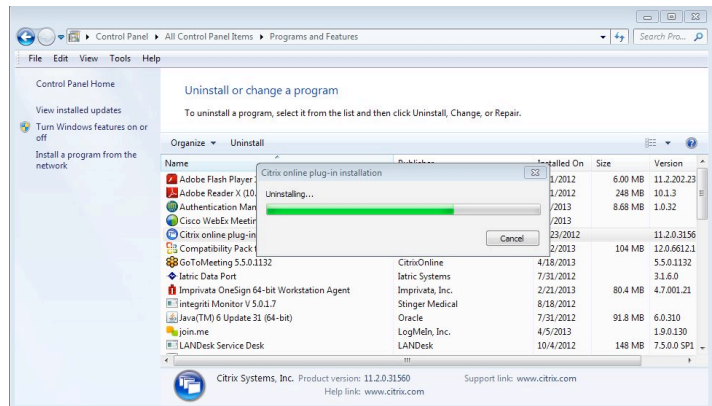 Control Panel ▸ All Control Panel Items ▸ Programs and Features
Search Pro...
File Edit View Tools Help
Control Panel Home
View installed updates
Turn Windows features on or
off
Install a program from the
network
Uninstall or change a program
To uninstall a program, select it from the list and then click Uninstall, Change, or Repair.
Organize Uninstall
Name Publisher Installed On Size Version
Adobe Flash Player 1/2012 6.00 MB 11.2.202.23
Adobe Reader X (10. 1/2012 248 MB 10.1.3
Authentication Man /2013 8.68 MB 1.0.32
Cisco WebEx Meetin /2013
Citrix online plug-in 23/2012 11.2.0.3156
Compatibility Pack f 2/2013 104 MB 12.0.6612.1
Citrix online plug-in installation
Uninstalling...
Cancel
GoToMeeting 5.5.0.1132 CitrixOnline 4/18/2013 5.5.0.1132
Iatric Data Port Iatric Systems 7/31/2012 3.1.6.0
Imprivata OneSign 64-bit Workstation Agent Imprivata, Inc. 2/21/2013 80.4 MB 4.7.001.21
integriti Monitor V 5.0.1.7 Stinger Medical 8/18/2012
Java(TM) 6 Update 31 (64-bit) Oracle 7/31/2012 91.8 MB 6.0.310
join.me LogMeIn, Inc. 4/5/2013 1.9.0.130
LANDesk Service Desk LANDesk 10/4/2012 148 MB 7.5.0.0 SP1
Citrix Systems, Inc. Product version: 11.2.0.31560 Support link: www.citrix.com
Help link: www.citrix.com